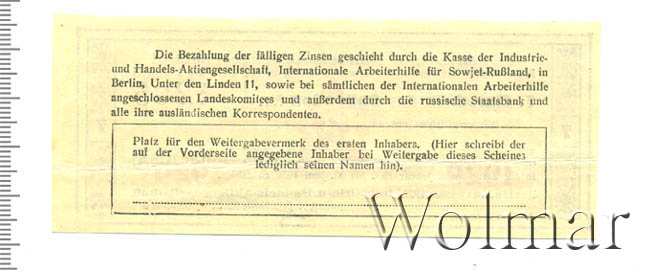 Die Bezahlung der fälligen Zinsen geschieht durch die Kasse der Industrie-
und Handels-Aktiengesellschaft, Internationale Arbeiterhilfe für Sowjet-Rußland, in
Berlin, Unter den Linden 11, sowie bei sämtlichen der Internationalen Arbeiterhilfe
angeschlossenen Landeskomitees und außerdem durch die russische Staatsbank und
alle ihre ausländischen Korrespondenten.
Platz für den Weitergabevermerk des ersten Inhabers. (Hier schreibt der
auf der Vorderseite angegebene Inhaber bei Weitergabe dieses Scheines
lediglich seinen Namen hin).
Wolmar